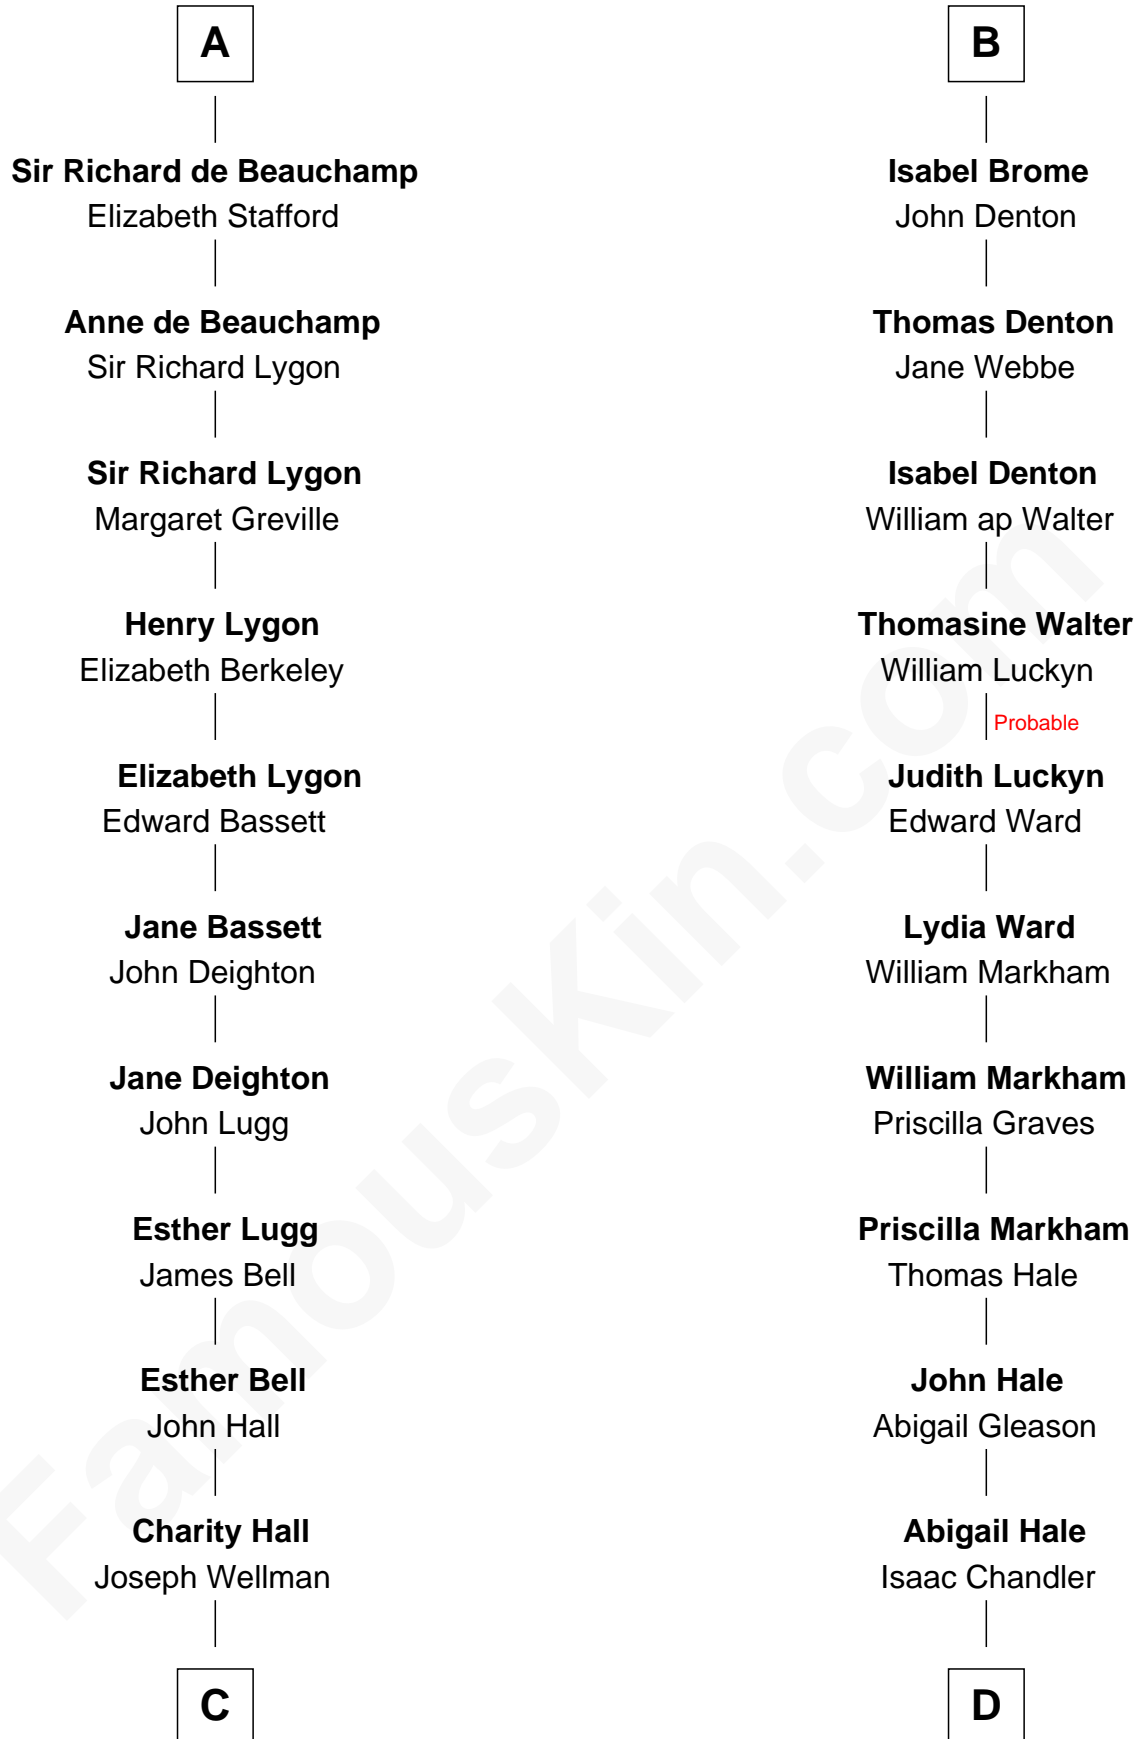 A
Sir Richard de Beauchamp
Elizabeth Stafford
Anne de Beauchamp
Sir Richard Lygon
Sir Richard Lygon
Margaret Greville
Henry Lygon
Elizabeth Berkeley
Elizabeth Lygon
Edward Bassett
Jane Bassett
John Deighton
Jane Deighton
John Lugg
Esther Lugg
James Bell
Esther Bell
John Hall
Charity Hall
Joseph Wellman
C
B
Isabel Brome
John Denton
Thomas Denton
Jane Webbe
Isabel Denton
William ap Walter
Thomasine Walter
William Luckyn
Probable
Judith Luckyn
Edward Ward
Lydia Ward
William Markham
William Markham
Priscilla Graves
Priscilla Markham
Thomas Hale
John Hale
Abigail Gleason
Abigail Hale
Isaac Chandler
D
FamousKin.com